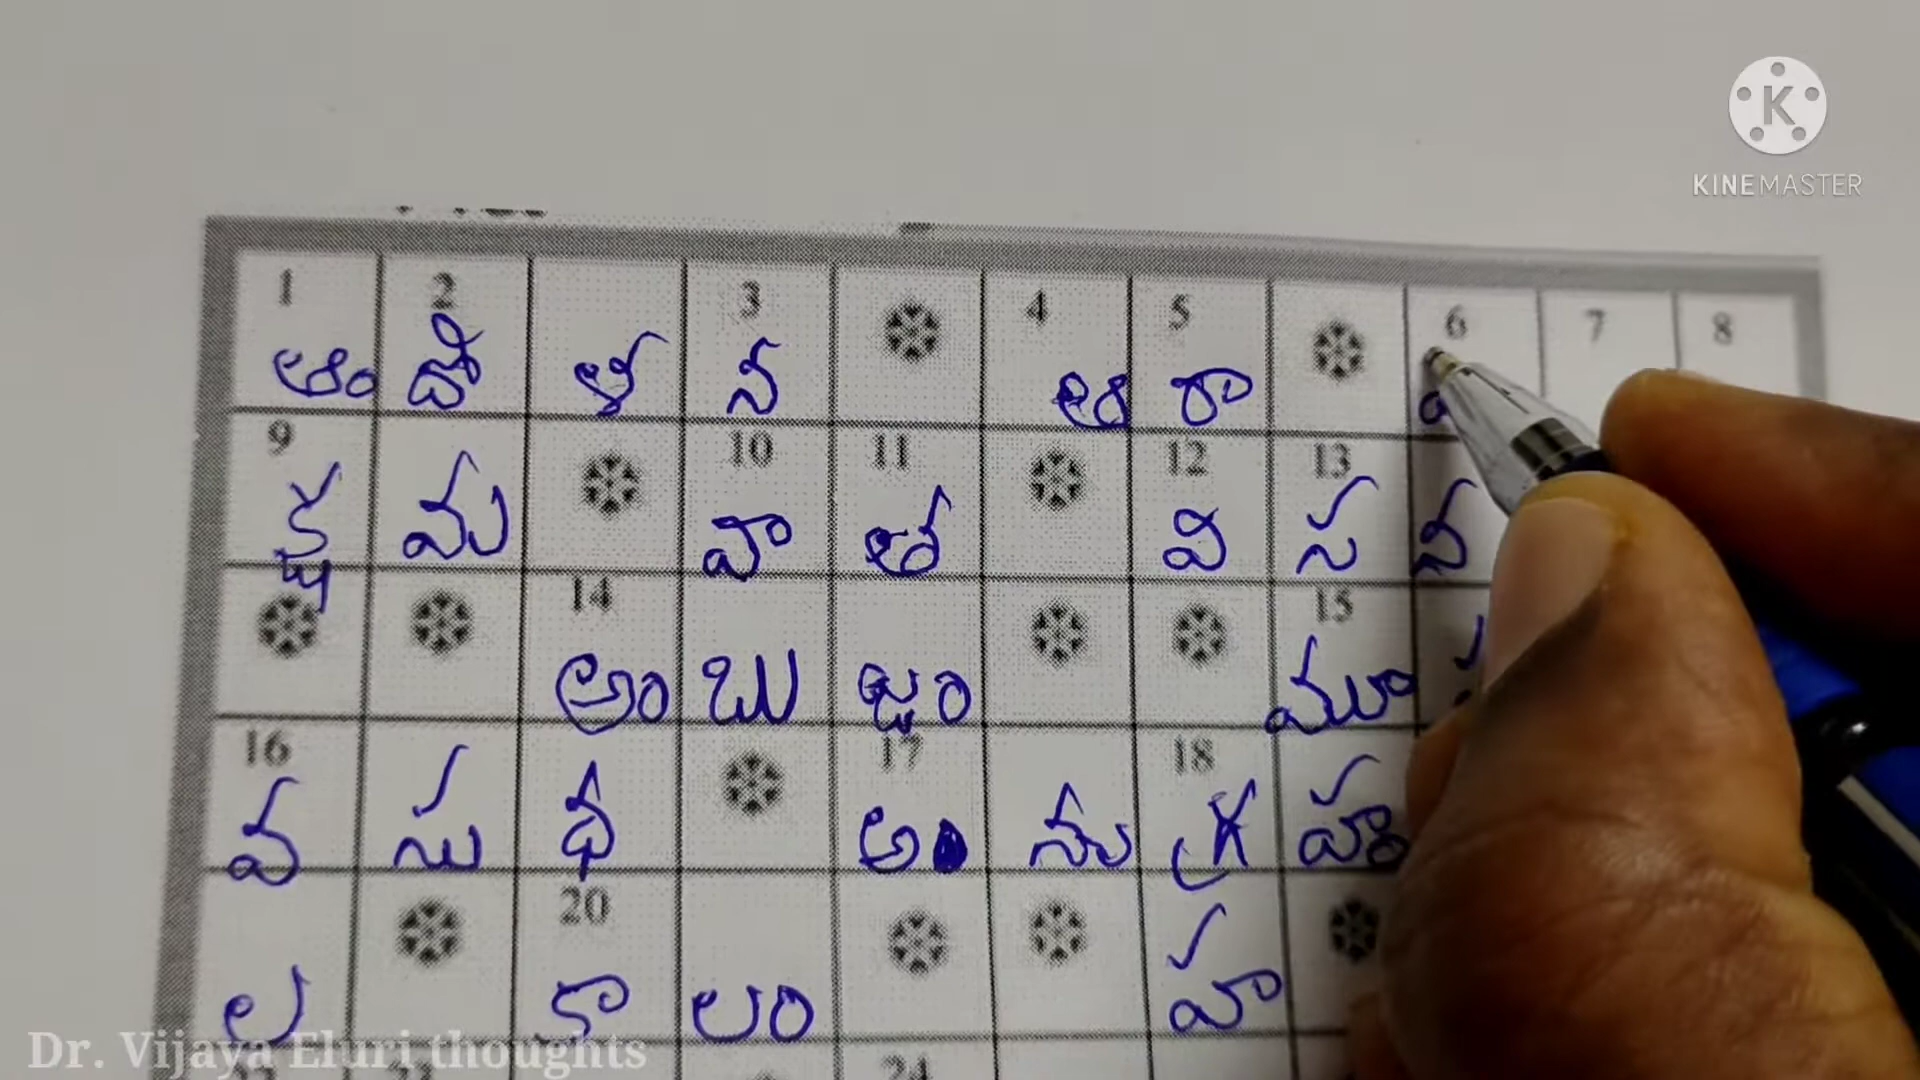 KINEMASTER
1 2 3 4 5 6 7 8
ఆం దో ళ న ఆ రా
9 10 11 12 13
క్ష మ వా త వి స న
14 15
అం బు జం మూ
16 17 18
వ సు ధ అ ను గ్ర హం
20
ల కా లం హ
Dr. Vijaya Eluri thoughts
24